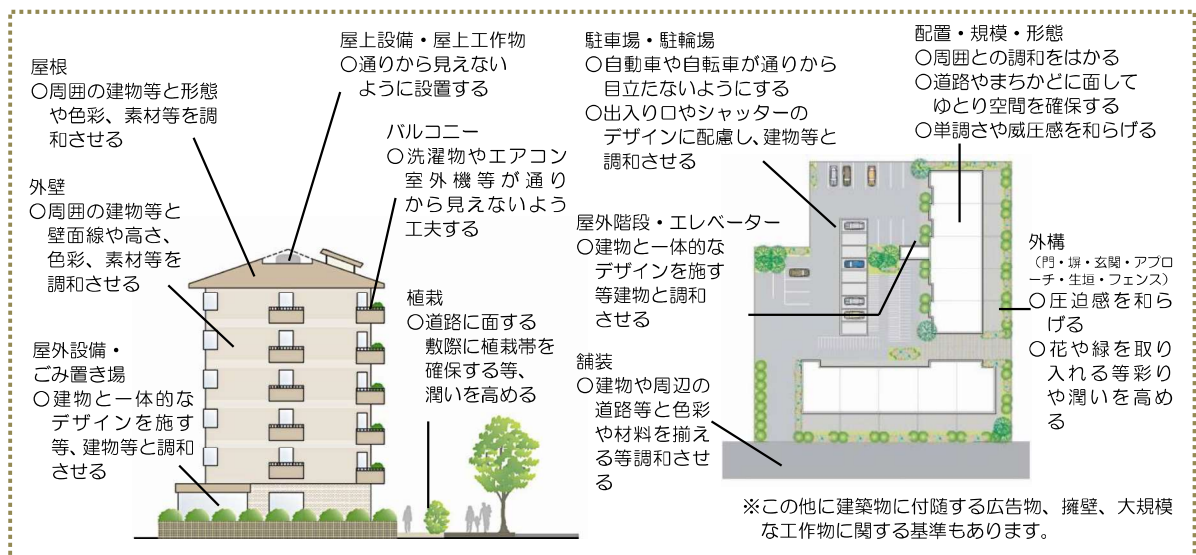 屋根
○周囲の建物等と形態
や色彩、素材等を調
和させる
外壁
○周囲の建物等と
壁面線や高さ、
色彩、素材等を
調和させる
屋外設備・
ごみ置き場
○建物と一体的な
デザインを施す
等、建物等と調和
させる
屋上設備・屋上工作物
○通りから見えない
ように設置する
バルコニー
○洗濯物やエアコン
室外機等が通り
から見えないよう
工夫する
植栽
○道路に面する
敷際に植栽帯を
確保する等、
潤いを高める
駐車場・駐輪場
○自動車や自転車が通りから
目立たないようにする
○出入り口やシャッターの
デザインに配慮し、建物等と
調和させる
屋外階段・エレベーター
○建物と一体的な
デザインを施す
等建物と調和
させる
舗装
○建物や周辺の
道路等と色彩
や材料を揃え
る等調和させ
る
配置・規模・形態
○周囲との調和をはかる
○道路やまちかどに面して
ゆとり空間を確保する
○単調さや威圧感を和らげる
外構
（門・塀・玄関・アプロ
ーチ・生垣・フェンス）
○圧迫感を和ら
げる
○花や緑を取り
入れる等彩り
や潤いを高め
る
※この他に建築物に付随する広告物、擁壁、大規模
な工作物に関する基準もあります。